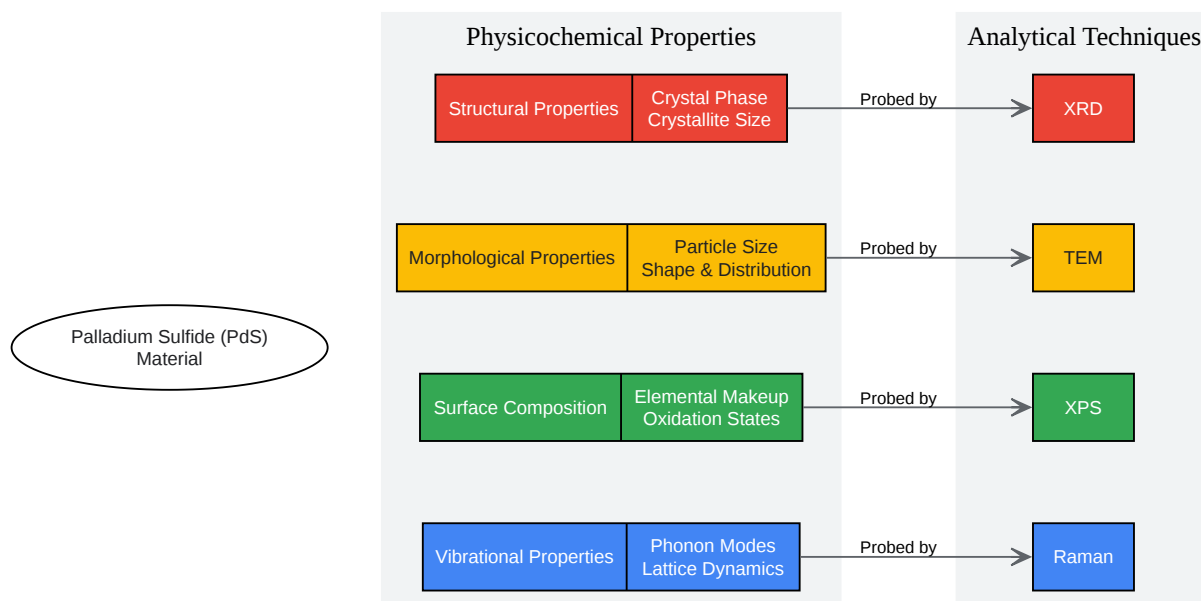 Physicochemical Properties
Analytical Techniques
Structural Properties
Crystal Phase
Crystallite Size
Probed by
XRD
Morphological Properties
Particle Size
Shape & Distribution
Probed by
TEM
Palladium Sulfide (PdS)
Material
Surface Composition
Elemental Makeup
Oxidation States
Probed by
XPS
Vibrational Properties
Phonon Modes
Lattice Dynamics
Probed by
Raman